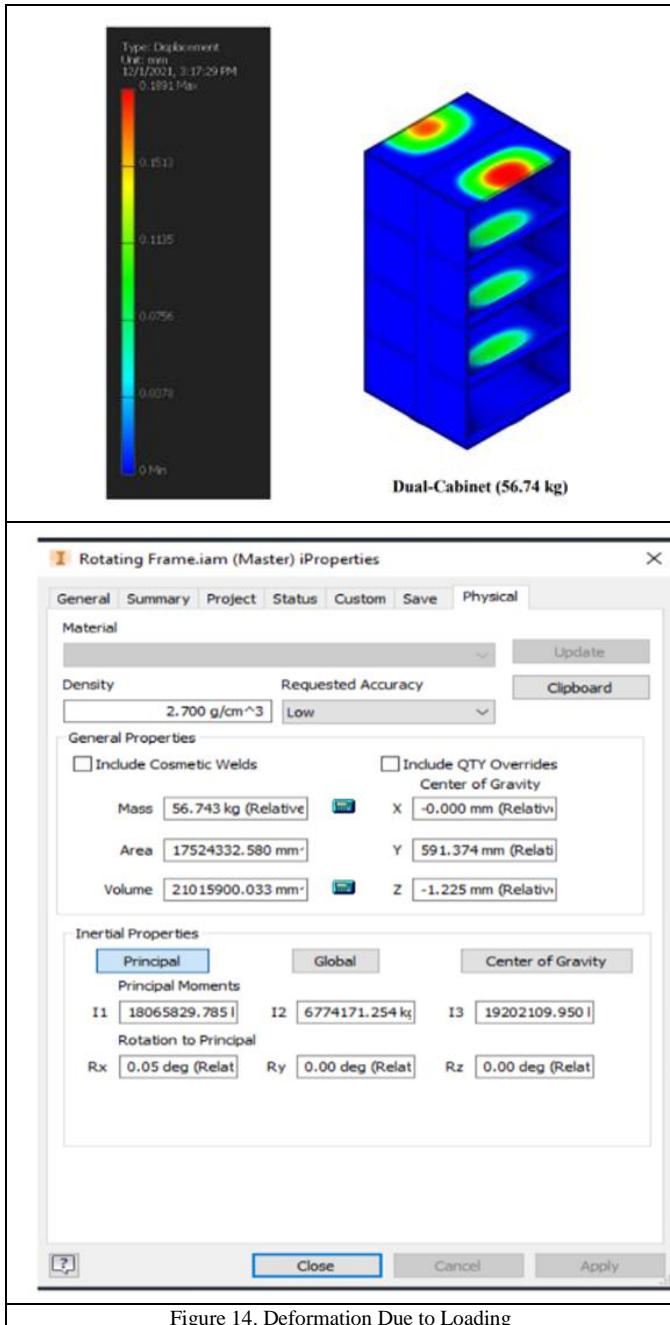 Type: Displacement
Unit: mm
12/1/2021, 3:17:29 PM
0.1891 Max
0.1513
0.1135
0.0756
0.0378
0 Min
Dual-Cabinet (56.74 kg)
I Rotating Frame.iam (Master) iProperties
General Summary Project Status Custom Save Physical
Material
Update
Density Requested Accuracy
Clipboard
2.700 g/cm^3 Low
General Properties
Include Cosmetic Welds Include QTY Overrides
Center of Gravity
Mass 56.743 kg (Relative X -0.000 mm (Relativ
Area 17524332.580 mm Y 591.374 mm (Relati
Volume 21015900.033 mm Z -1.225 mm (Relativ
Inertial Properties
Principal Global Center of Gravity
Principal Moments
I1 18065829.785 I2 6774171.254 kg I3 19202109.950
Rotation to Principal
Rx 0.05 deg (Relat Ry 0.00 deg (Relat Rz 0.00 deg (Relat
? Close Cancel Apply
Figure 14. Deformation Due to Loading